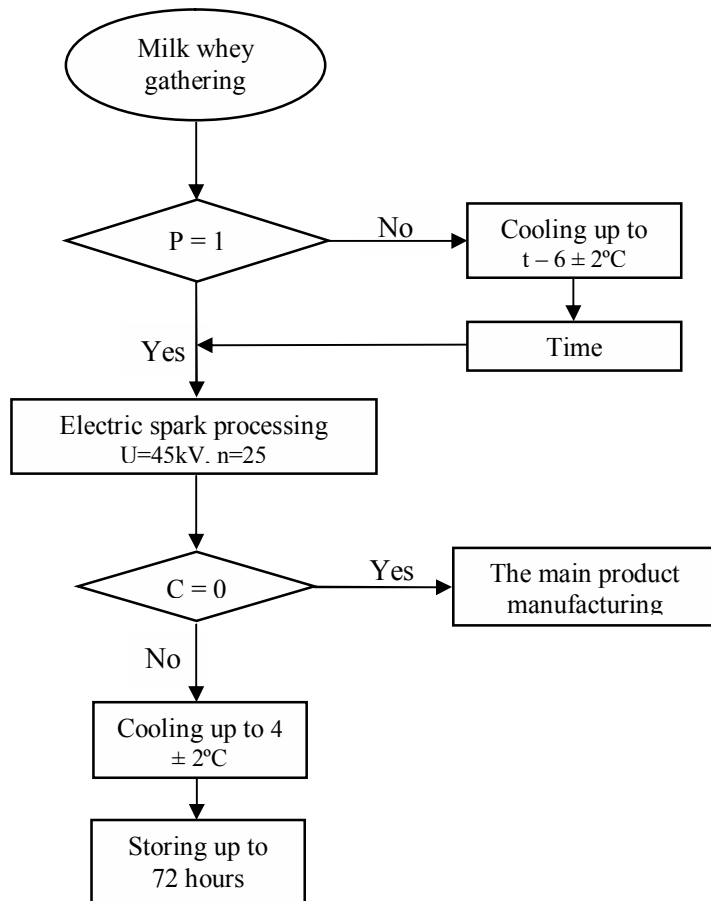 Milk whey
gathering
P = 1
No
Cooling up to
t – 6 ± 2ºC
Yes
Time
Electric spark processing
U=45kV, n=25
C = 0
Yes
The main product
manufacturing
No
Cooling up to 4
± 2ºC
Storing up to
72 hours